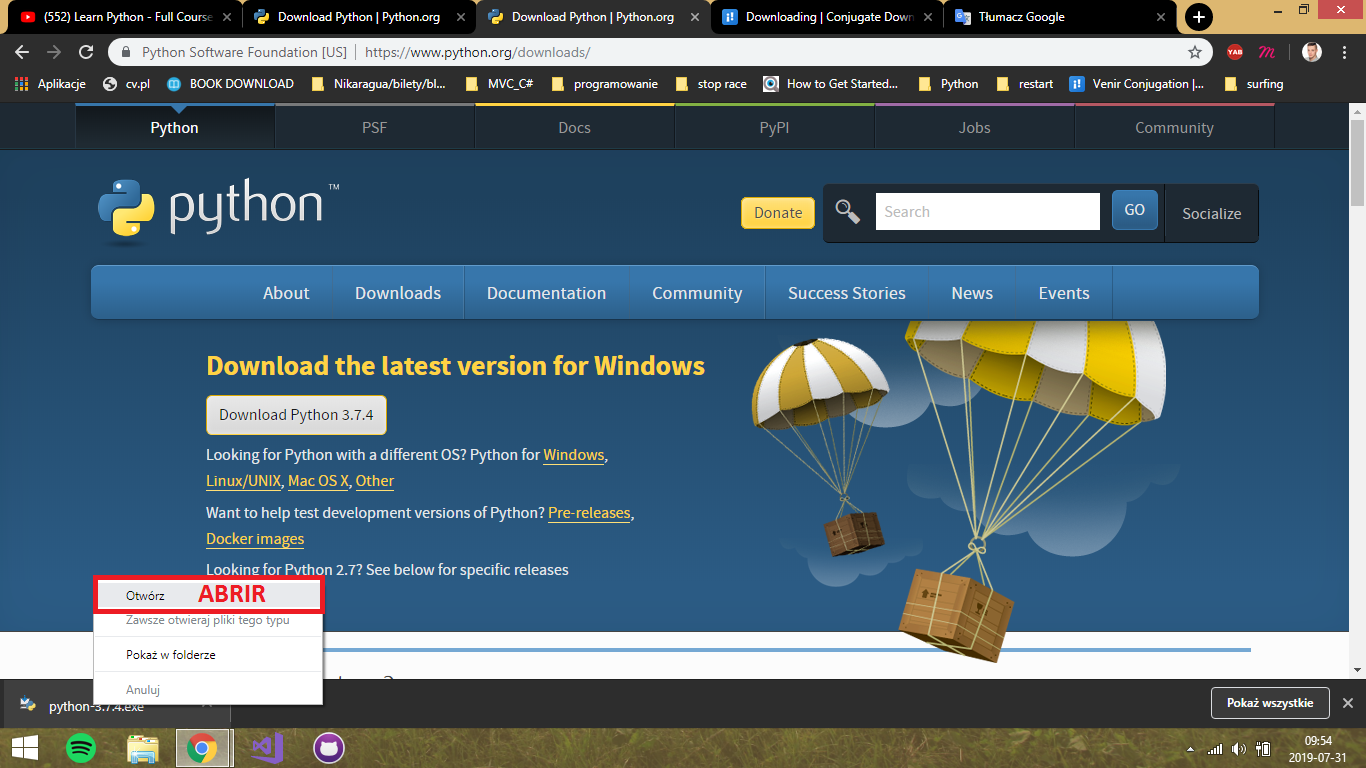 (552) Learn Python - Full Course
Download Python | Python.org
Download Python | Python.org
Downloading | Conjugate Down
Tłumacz Google
Python Software Foundation [US] | https://www.python.org/downloads/
YAB
Aplikacje
cv.pl
BOOK DOWNLOAD
Nikaragua/bilety/bl...
MVC_C#
programowanie
stop race
How to Get Started...
Python
restart
Venir Conjugation |...
surfing
Python
PSF
Docs
PyPI
Jobs
Community
python™
Donate
Search
GO
Socialize
About
Downloads
Documentation
Community
Success Stories
News
Events
Download the latest version for Windows
Download Python 3.7.4
Looking for Python with a different OS? Python for Windows,
Linux/UNIX, Mac OS X, Other
Want to help test development versions of Python? Pre-releases,
Docker images
Looking for Python 2.7? See below for specific releases
Otwórz ABRIR
Zawsze otwieraj pliki tego typu
Pokaż w folderze
Anuluj
python-3.7.4.exe
Pokaż wszystkie
09:54
2019-07-31